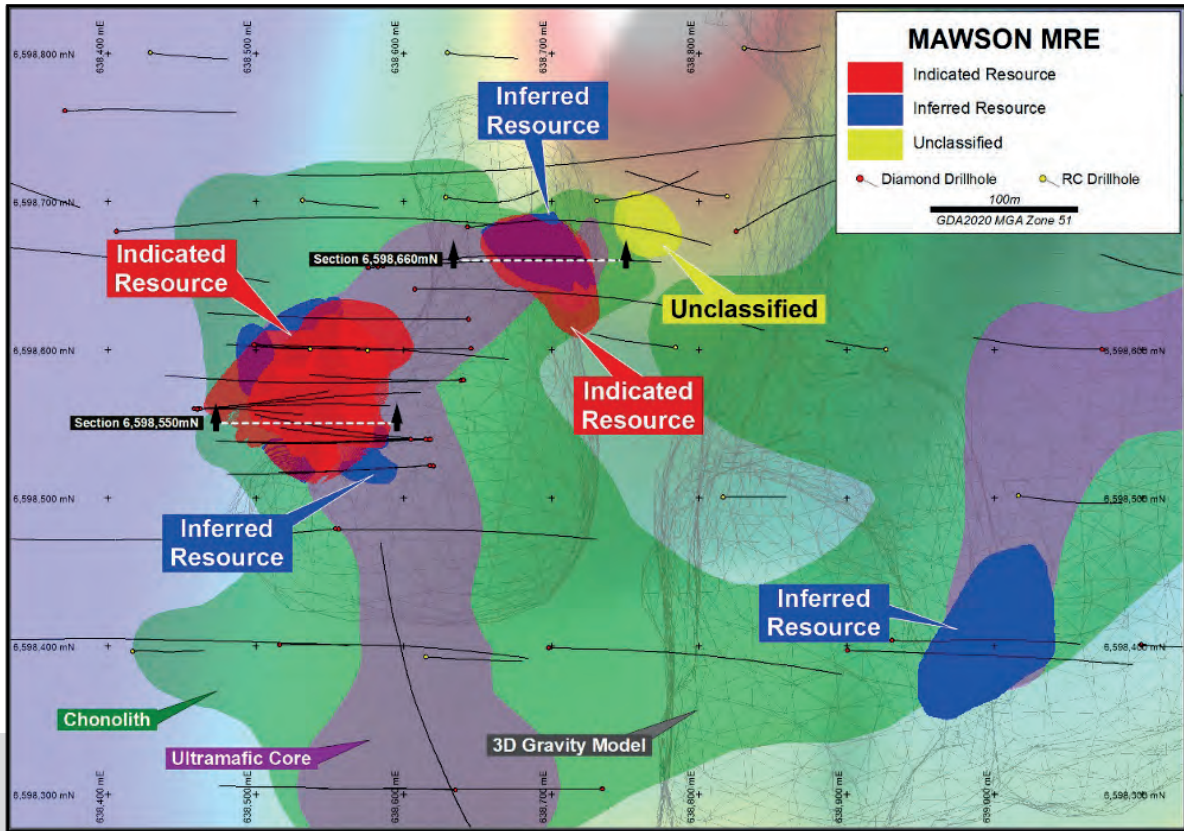 638,400 mE
638,500 mE
638,600 mE
638,700 mE
638,800 mE
MAWSON MRE
Indicated Resource
Inferred Resource
Unclassified
Diamond Drillhole
RC Drillhole
100m
GDA2020 MGA Zone 51
6,598,800 mN
Inferred
Resource
6,598,700 mN
Indicated
Resource
Section 6,598,660mN
Unclassified
6,598,600 mN
6,598,600 mN
Indicated
Resource
Section 6,598,550mN
6,598,500 mN
6,598,500 mN
Inferred
Resource
Inferred
Resource
6,598,400 mN
6,598,400 mN
Chonolith
Ultramafic Core
3D Gravity Model
6,598,300 mN
6,598,300 mN
638,400 mE
638,500 mE
638,600 mE
638,700 mE
638,800 mE
638,900 mE